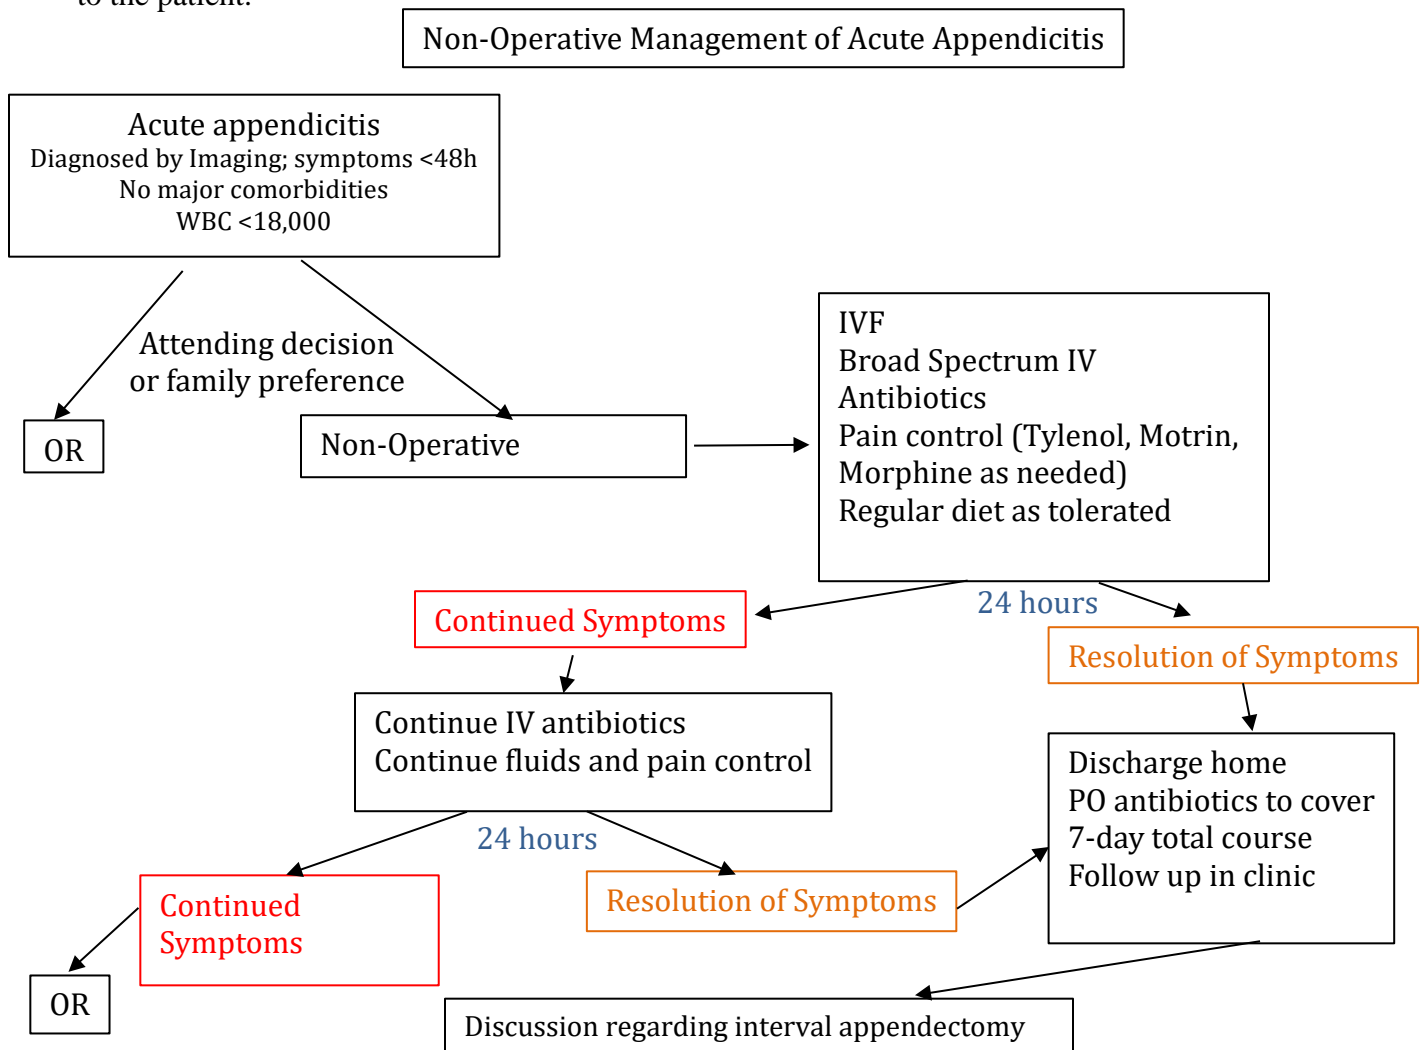 to the patient.
Non-Operative Management of Acute Appendicitis
Acute appendicitis
Diagnosed by Imaging; symptoms <48h
No major comorbidities
WBC <18,000
Attending decision
or family preference
OR
Non-Operative
IVF
Broad Spectrum IV
Antibiotics
Pain control (Tylenol, Motrin,
Morphine as needed)
Regular diet as tolerated
24 hours
Continued Symptoms
Resolution of Symptoms
Continue IV antibiotics
Continue fluids and pain control
Discharge home
PO antibiotics to cover
7-day total course
Follow up in clinic
24 hours
Continued
Symptoms
Resolution of Symptoms
OR
Discussion regarding interval appendectomy